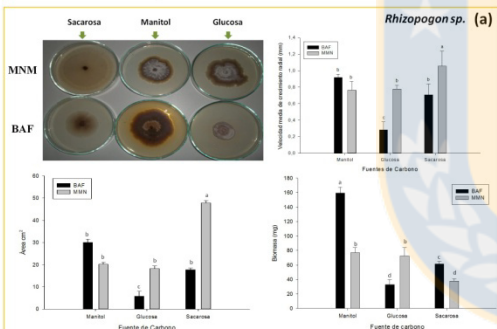 Rhizopogon sp. (a)
Sacarosa Manitol Glucosa
MNM
BAF
Velocidad media de crecimiento radial (mm)
1,4
1,2
1,0
0,8
0,6
0,4
0,2
0,0
BAF
MMN
b b c b b a
Manitol Glucosa Sacarosa
Fuentes de Carbono
Área cm²
60
50
40
30
20
10
0
BAF
MMN
b b c b b a
Manitol Glucosa Sacarosa
Fuente de carbono
Biomasa (mg)
180
160
140
120
100
80
60
40
20
0
BAF
MMN
a b d b c d
Manitol Glucosa Sacarosa
Fuente de Carbono